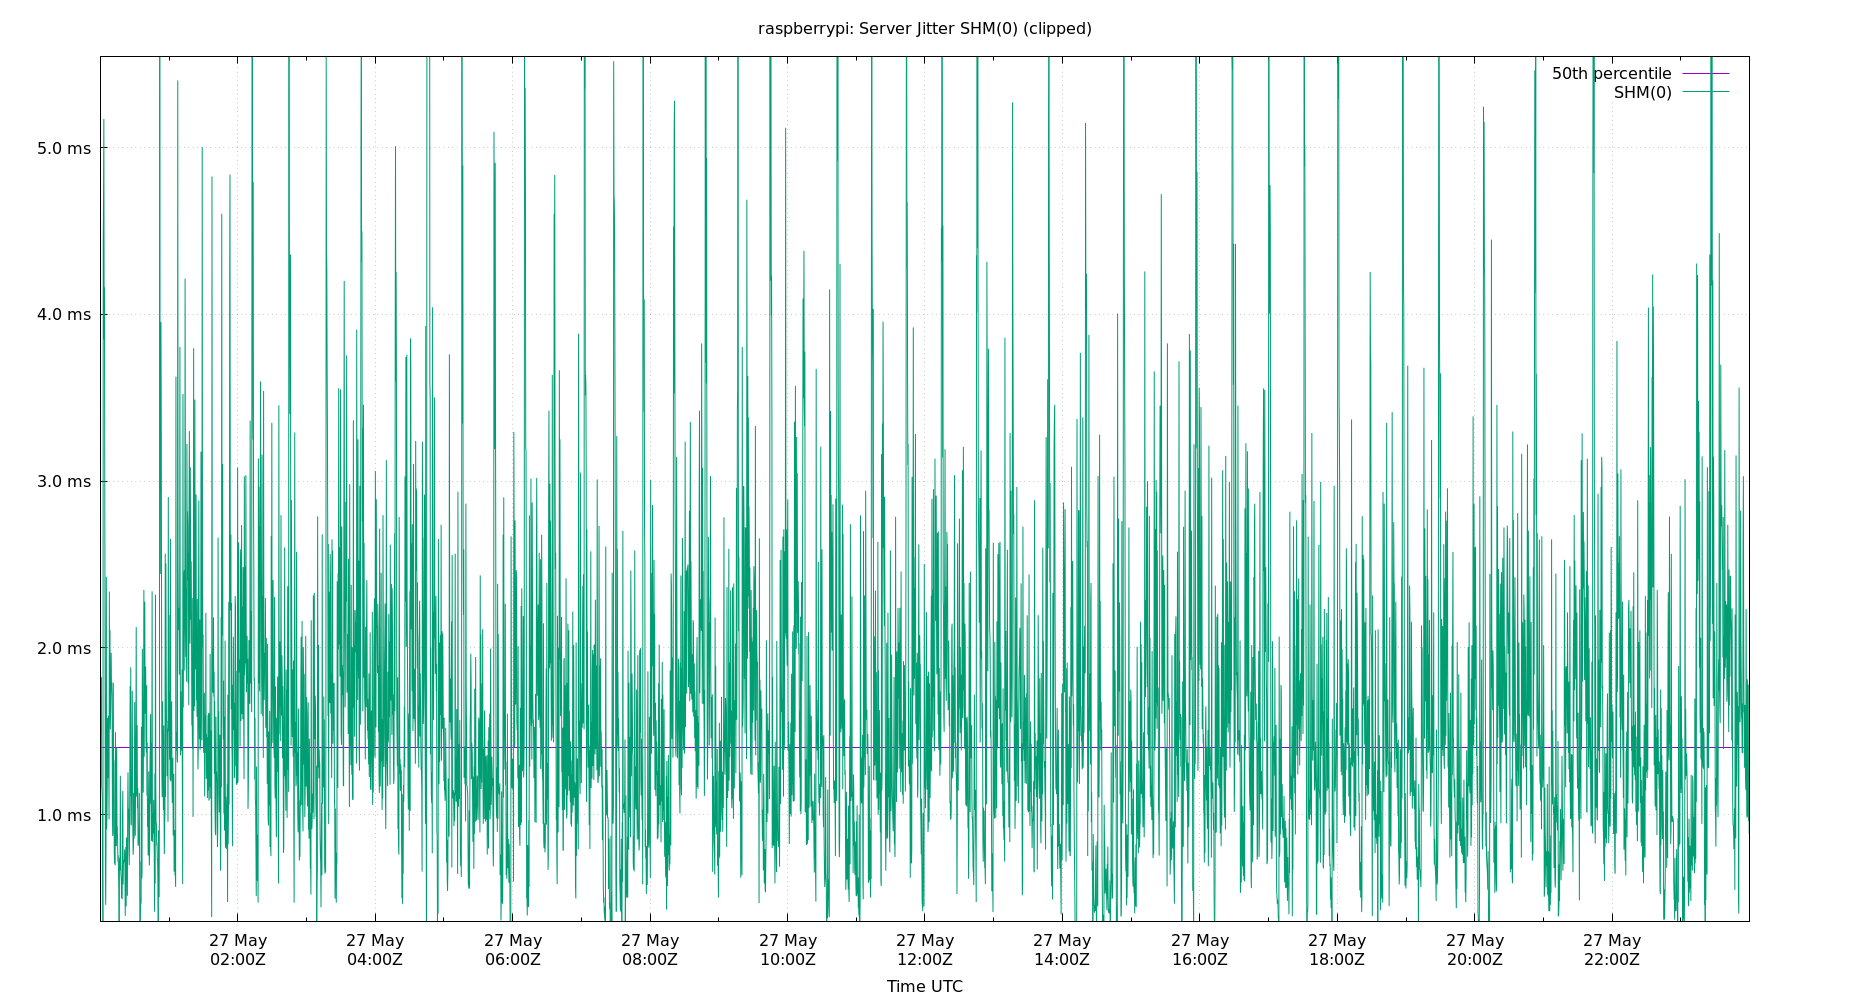 raspberrypi: Server Jitter SHM(0) (clipped)
50th percentile
SHM(0)
5.0 ms
4.0 ms
3.0 ms
2.0 ms
1.0 ms
27 May 27 May 27 May 27 May 27 May 27 May 27 May 27 May 27 May 27 May 27 May
02:00Z 04:00Z 06:00Z 08:00Z 10:00Z 12:00Z 14:00Z 16:00Z 18:00Z 20:00Z 22:00Z
Time UTC